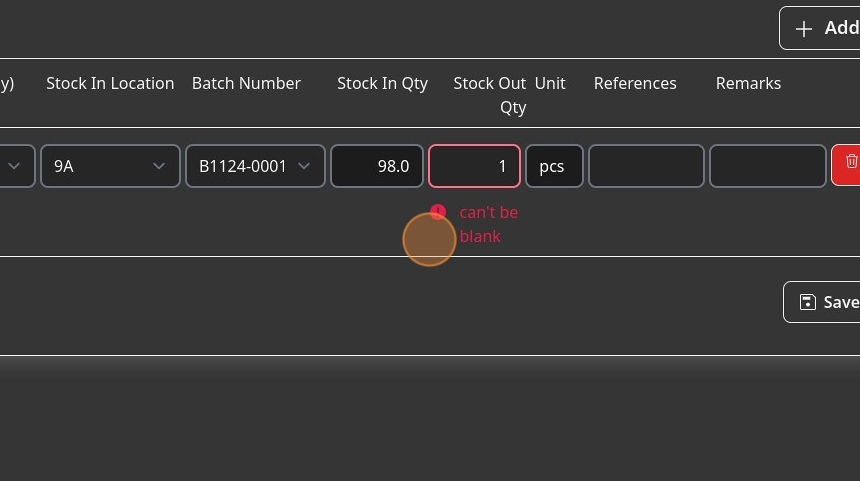 Add
y) Stock In Location Batch Number Stock In Qty Stock Out Qty Unit References Remarks
9A B1124-0001 98.0 1 pcs
can't be
blank
Save